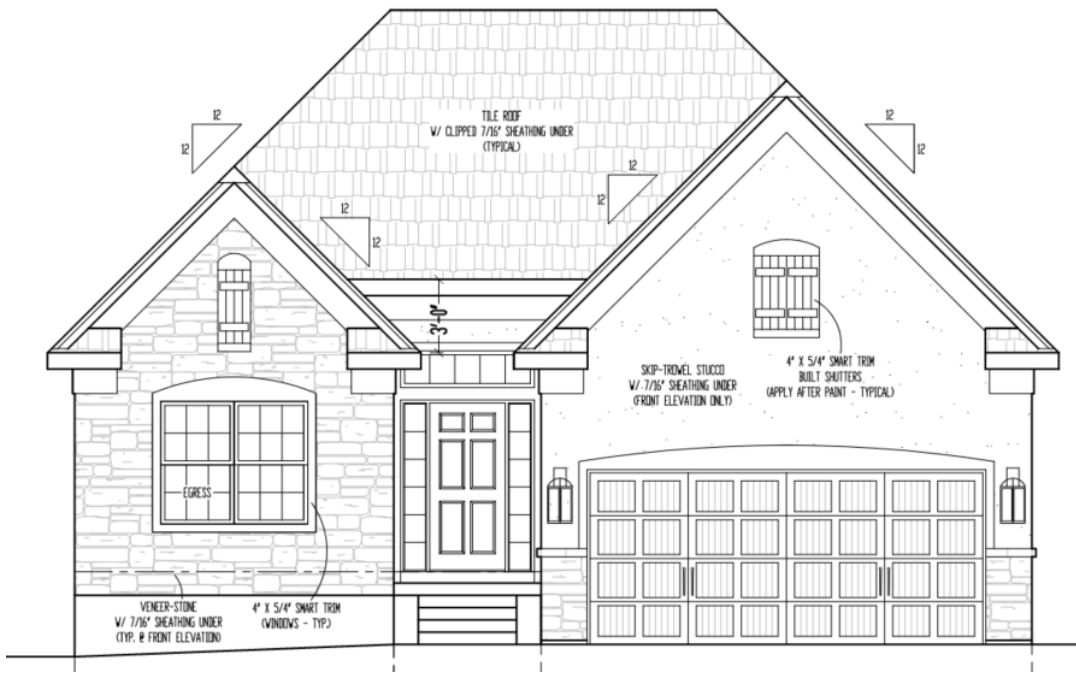 TILE ROOF
W/ CLIPPED 7/16" SHEATHING UNDER
(TYPICAL)
12
12
12
12
12
12
12
12
3'-0"
SKIP-TROWEL STUCCO
W/ 7/16" SHEATHING UNDER
(FRONT ELEVATION ONLY)
4" X 5/4" SMART TRIM
BUILT SHUTTERS
(APPLY AFTER PAINT - TYPICAL)
EGRESS
VENEER-STONE
W/ 7/16" SHEATHING UNDER
(TYP. @ FRONT ELEVATION)
4" X 5/4" SMART TRIM
(WINDOWS - TYP.)